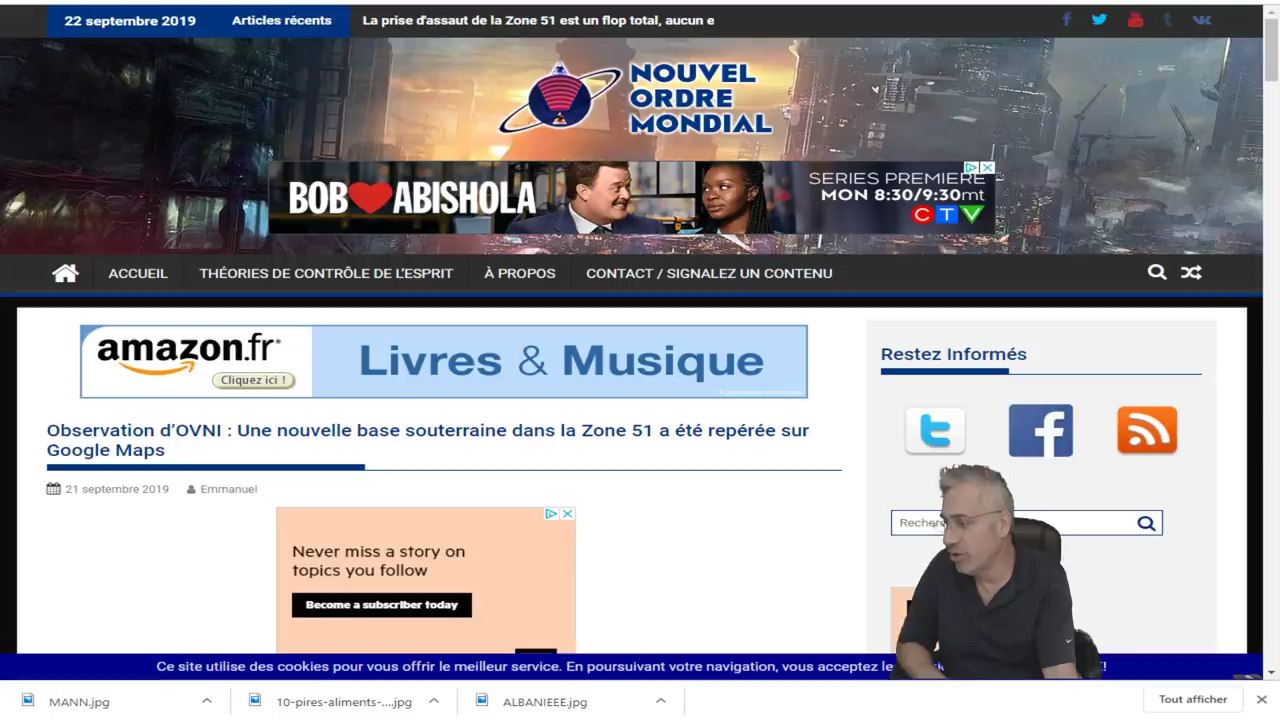 22 septembre 2019
Articles récents
La prise d'assaut de la Zone 51 est un flop total, aucun e
NOUVEL
ORDRE
MONDIAL
BOB ABISHOLA
SERIES PREMIERE
MON 8:30/9:30mt
CTV
ACCUEIL
THÉORIES DE CONTRÔLE DE L'ESPRIT
À PROPOS
CONTACT / SIGNALEZ UN CONTENU
amazon.fr
Cliquez ici !
Livres & Musique
Restez Informés
Observation d'OVNI : Une nouvelle base souterraine dans la Zone 51 a été repérée sur
Google Maps
21 septembre 2019
Emmanuel
Never miss a story on
topics you follow
Become a subscriber today
Ce site utilise des cookies pour vous offrir le meilleur service. En poursuivant votre navigation, vous acceptez
MANN.jpg
10-pires-aliments-....jpg
ALBANIEEE.jpg
Tout afficher